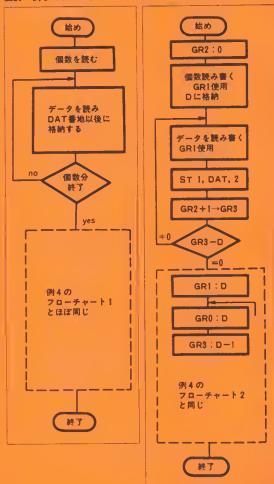 始め
個数を読む
データを読み
DAT番地以後に
格納する
個数分
終了
no
yes
例4の
フローチャート1
とほぼ同じ
終了
始め
GR2:0
個数読み書く
GR1使用
Dに格納
データを読み書く
GR1使用
ST 1, DAT, 2
GR2+1→GR3
≠0
GR3-D
=0
GR1:D
GR0:D
GR3:D-1
例4の
フローチャート2
と同じ
終了